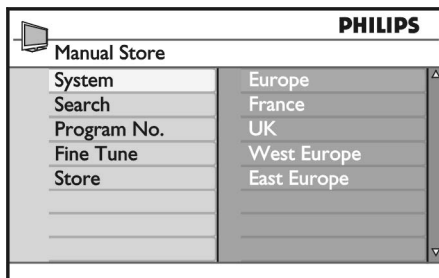 PHILIPS
Manual Store
System
Search
Program No.
Fine Tune
Store
Europe
France
UK
West Europe
East Europe